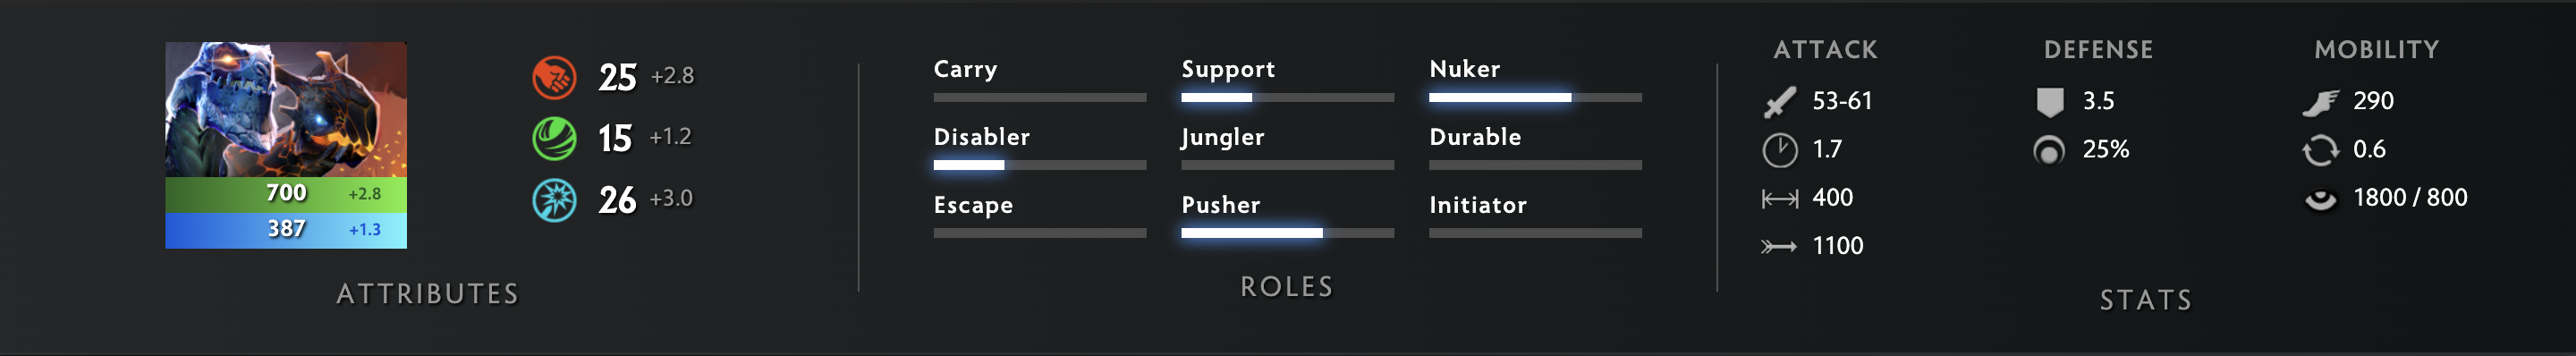 700 +2.8
387 +1.3
25 +2.8
15 +1.2
26 +3.0
ATTRIBUTES
Carry
Support
Nuker
Disabler
Jungler
Durable
Escape
Pusher
Initiator
ROLES
ATTACK
53-61
1.7
400
1100
DEFENSE
3.5
25%
MOBILITY
290
0.6
1800 / 800
STATS